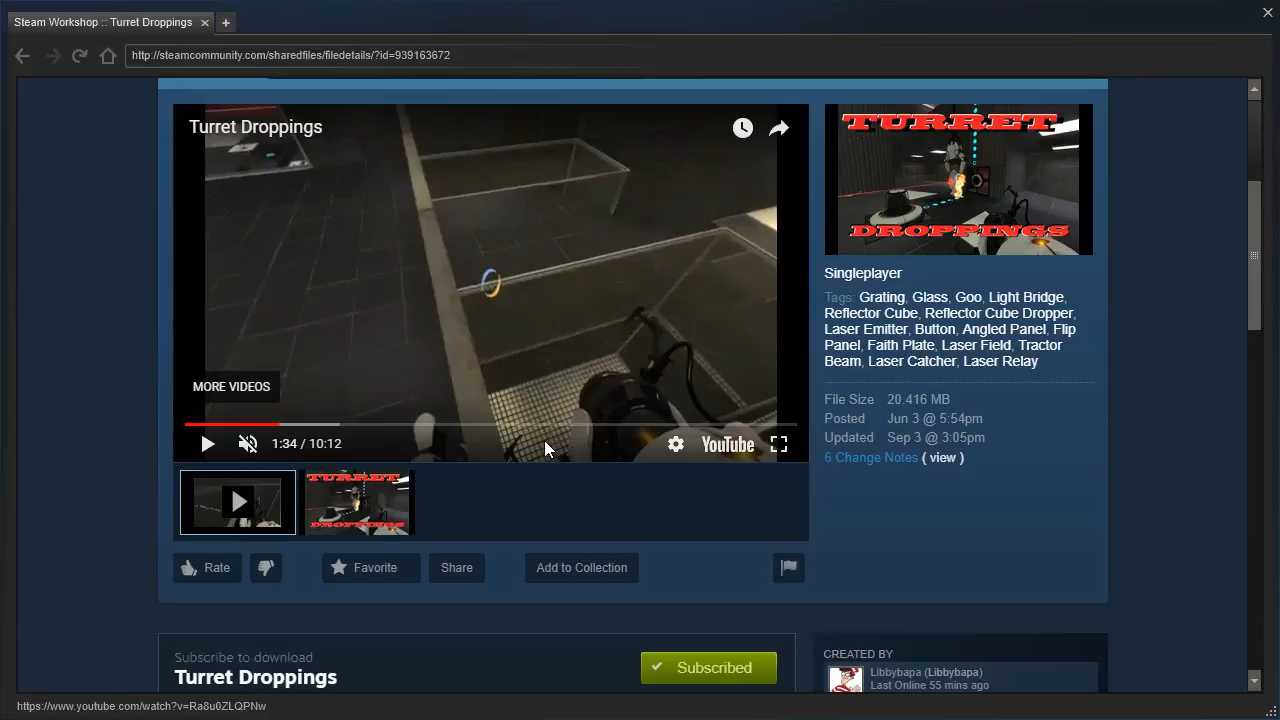 Steam Workshop :: Turret Droppings
http://steamcommunity.com/sharedfiles/filedetails/?id=939163672
Turret Droppings
MORE VIDEOS
1:34 / 10:12
YouTube
TURRET
DROPPINGS
Singleplayer
Tags: Grating, Glass, Goo, Light Bridge,
Reflector Cube, Reflector Cube Dropper,
Laser Emitter, Button, Angled Panel, Flip
Panel, Faith Plate, Laser Field, Tractor
Beam, Laser Catcher, Laser Relay
File Size 20.416 MB
Posted Jun 3 @ 5:54pm
Updated Sep 3 @ 3:05pm
6 Change Notes ( view )
TURRET
DROPPINGS
Rate
Favorite
Share
Add to Collection
Subscribe to download
Turret Droppings
Subscribed
CREATED BY
Libbybapa (Libbybapa)
Last Online 55 mins ago
https://www.youtube.com/watch?v=Ra8u0ZLQPNw